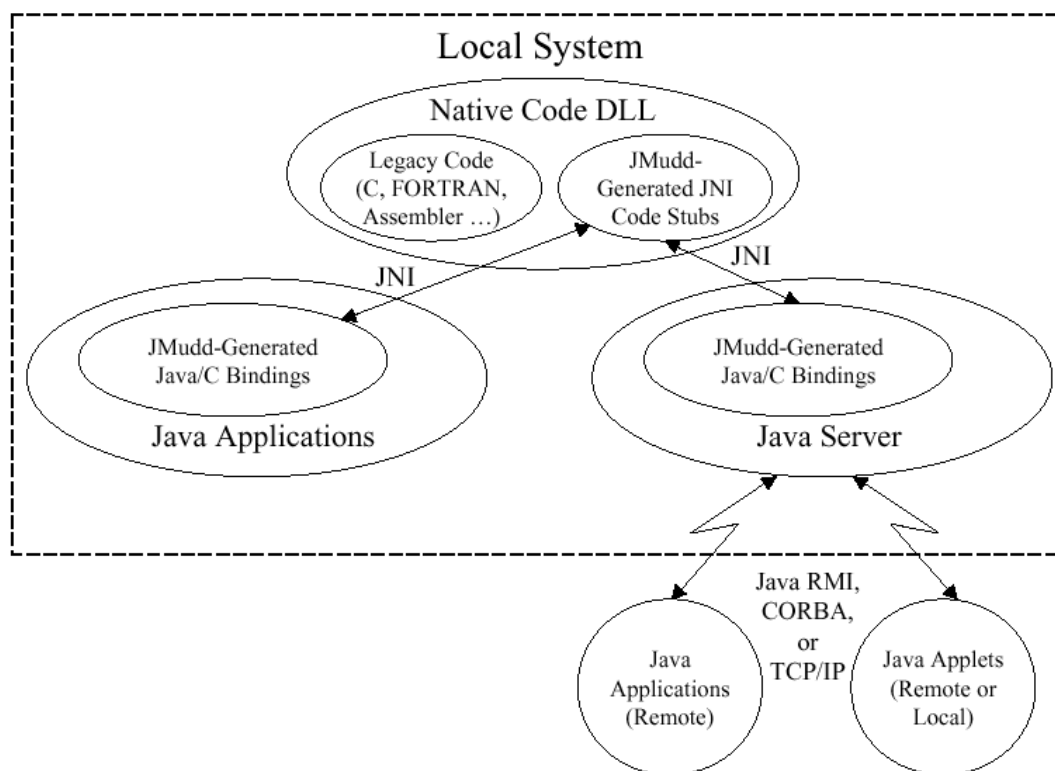 Local System
Native Code DLL
Legacy Code
(C, FORTRAN,
Assembler …)
JMudd-
Generated JNI
Code Stubs
JNI
JNI
JMudd-Generated
Java/C Bindings
Java Applications
JMudd-Generated
Java/C Bindings
Java Server
Java RMI,
CORBA,
or
TCP/IP
Java
Applications
(Remote)
Java Applets
(Remote or
Local)